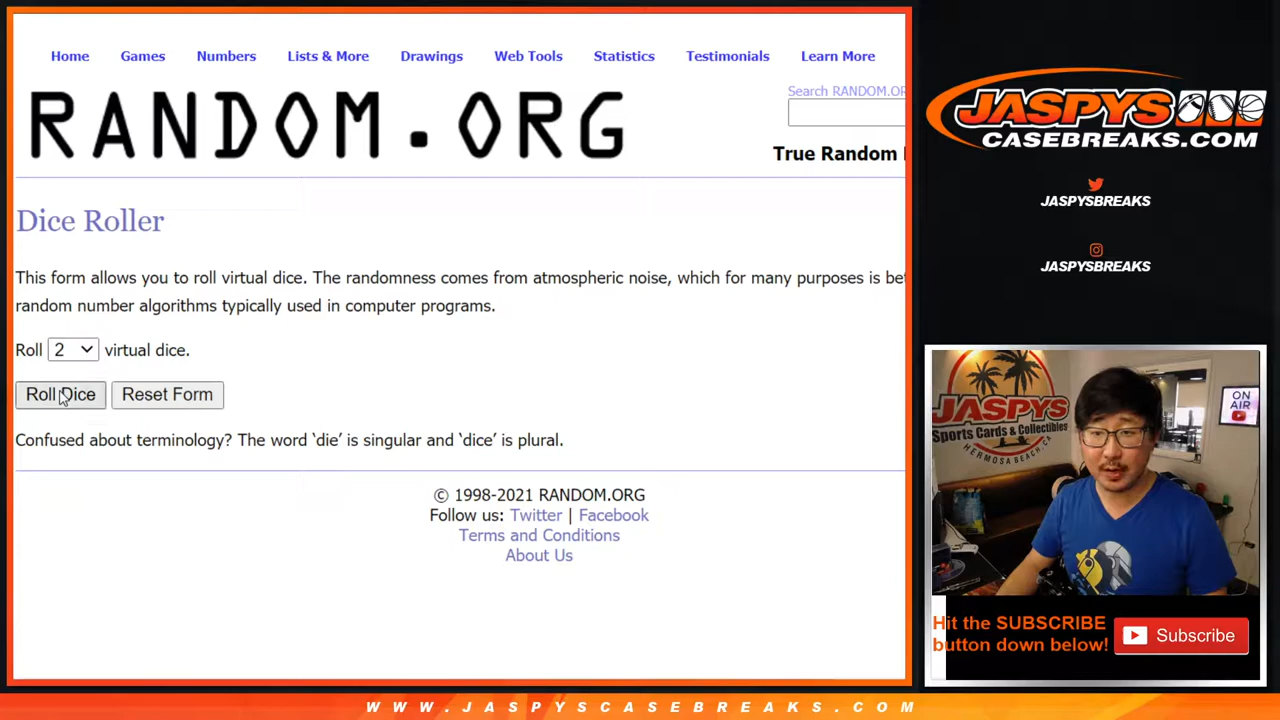 Home Games Numbers Lists & More Drawings Web Tools Statistics Testimonials Learn More
Search RANDOM.OR
RANDOM.ORG
True Random
Dice Roller
This form allows you to roll virtual dice. The randomness comes from atmospheric noise, which for many purposes is
random number algorithms typically used in computer programs.
Roll 2 virtual dice.
Roll Dice Reset Form
Confused about terminology? The word ‘die’ is singular and ‘dice’ is plural.
© 1998-2021 RANDOM.ORG
Follow us: Twitter | Facebook
Terms and Conditions
About Us
JASPYS
CASEBREAKS.COM
JASPYSBREAKS
JASPYSBREAKS
JASPYS
Sports Cards & Collectibles
HERMOSA BEACH, CA
ON
AIR
Hit the SUBSCRIBE
button down below!
Subscribe
WWW.JASPYSCASEBREAKS.COM